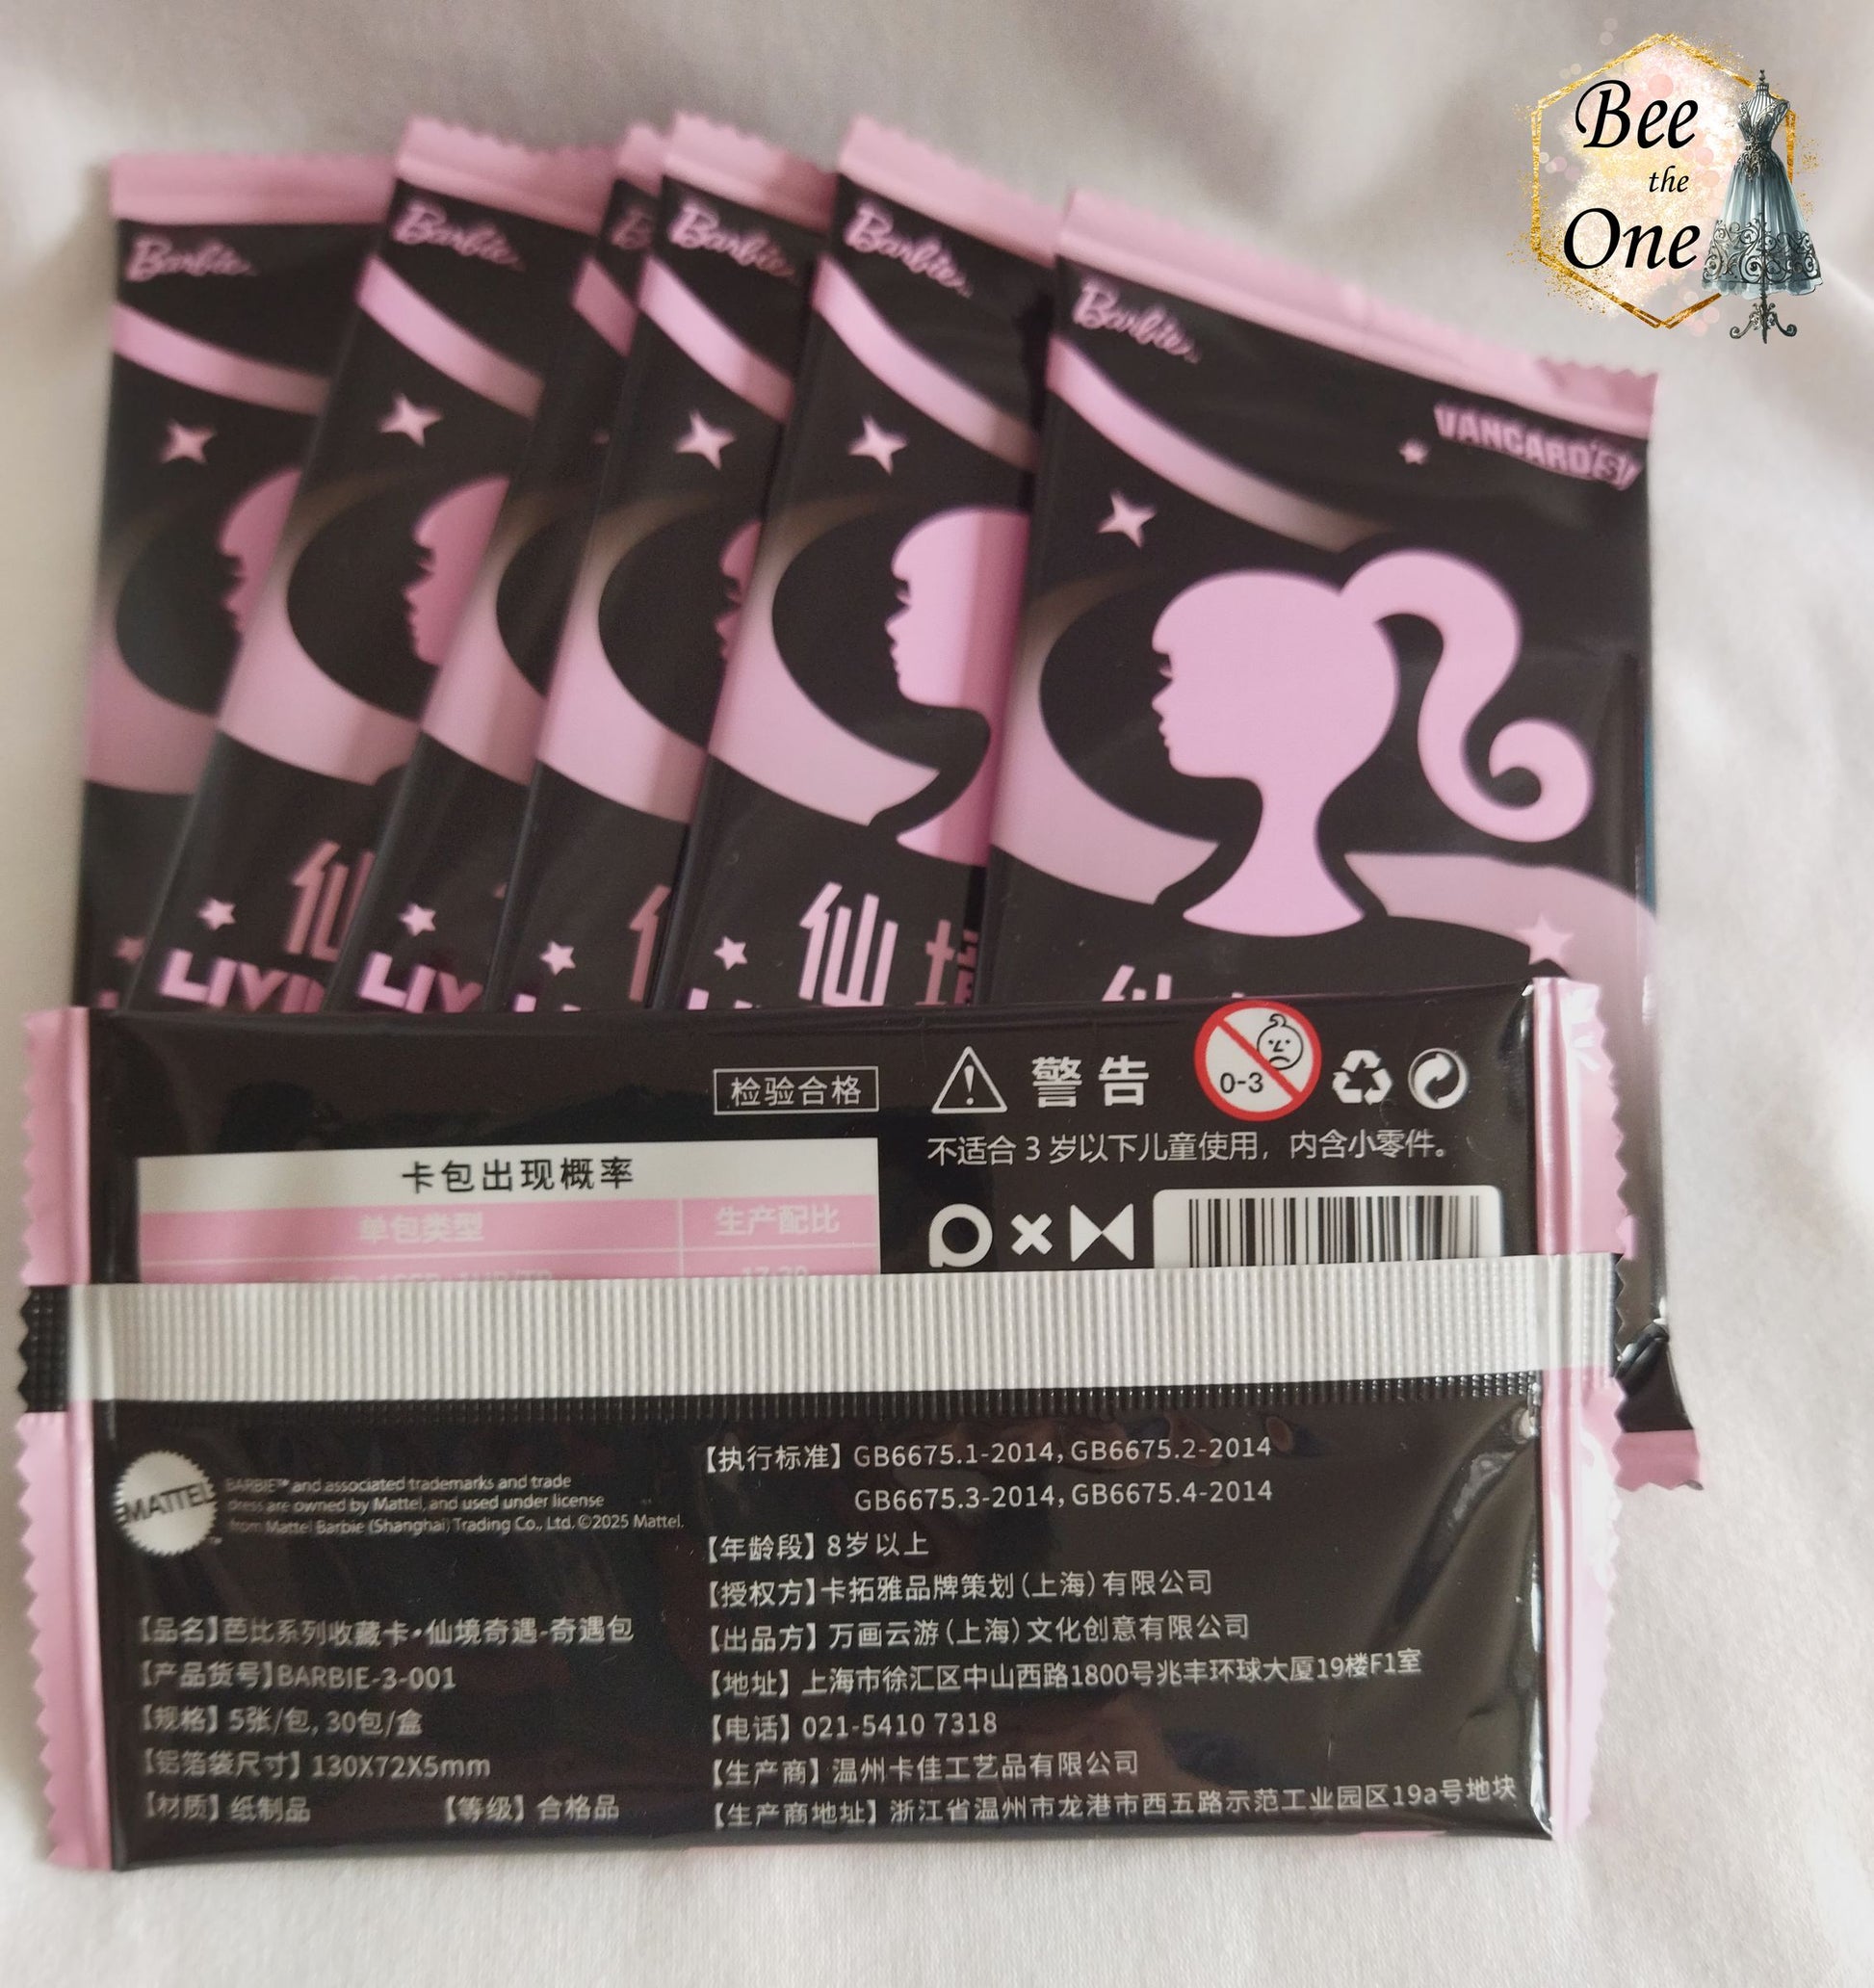 Bee
the
One
Barbie
Barbie
Barbie
Barbie
Barbie
VANCARD'S!
仙
仙 境
LIVI
LIV
检验合格
警告
0-3
不适合 3 岁以下儿童使用，内含小零件。
卡包出现概率
单包类型 生产配比
MATTEL
BARBIE™ and associated trademarks and trade
dress are owned by Mattel, and used under license
from Mattel Barbie (Shanghai) Trading Co., Ltd. ©2025 Mattel.
【品名】芭比系列收藏卡·仙境奇遇-奇遇包
【产品货号】BARBIE-3-001
【规格】5张/包, 30包/盒
【铝箔袋尺寸】130X72X5mm
【材质】纸制品 【等级】合格品
【执行标准】GB6675.1-2014, GB6675.2-2014
GB6675.3-2014, GB6675.4-2014
【年龄段】8岁以上
【授权方】卡拓雅品牌策划（上海）有限公司
【出品方】万画云游（上海）文化创意有限公司
【地址】上海市徐汇区中山西路1800号兆丰环球大厦19楼F1室
【电话】021-5410 7318
【生产商】温州卡佳工艺品有限公司
【生产商地址】浙江省温州市龙港市西五路示范工业园区19a号地块